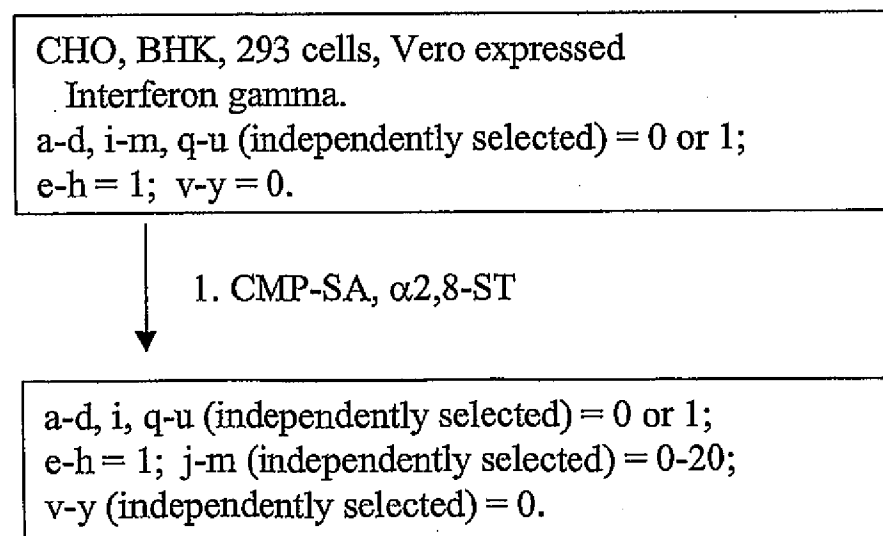 CHO, BHK, 293 cells, Vero expressed
Interferon gamma.
a-d, i-m, q-u (independently selected) = 0 or 1;
e-h = 1; v-y = 0.
1. CMP-SA, α2,8-ST
a-d, i, q-u (independently selected) = 0 or 1;
e-h = 1; j-m (independently selected) = 0-20;
v-y (independently selected) = 0.